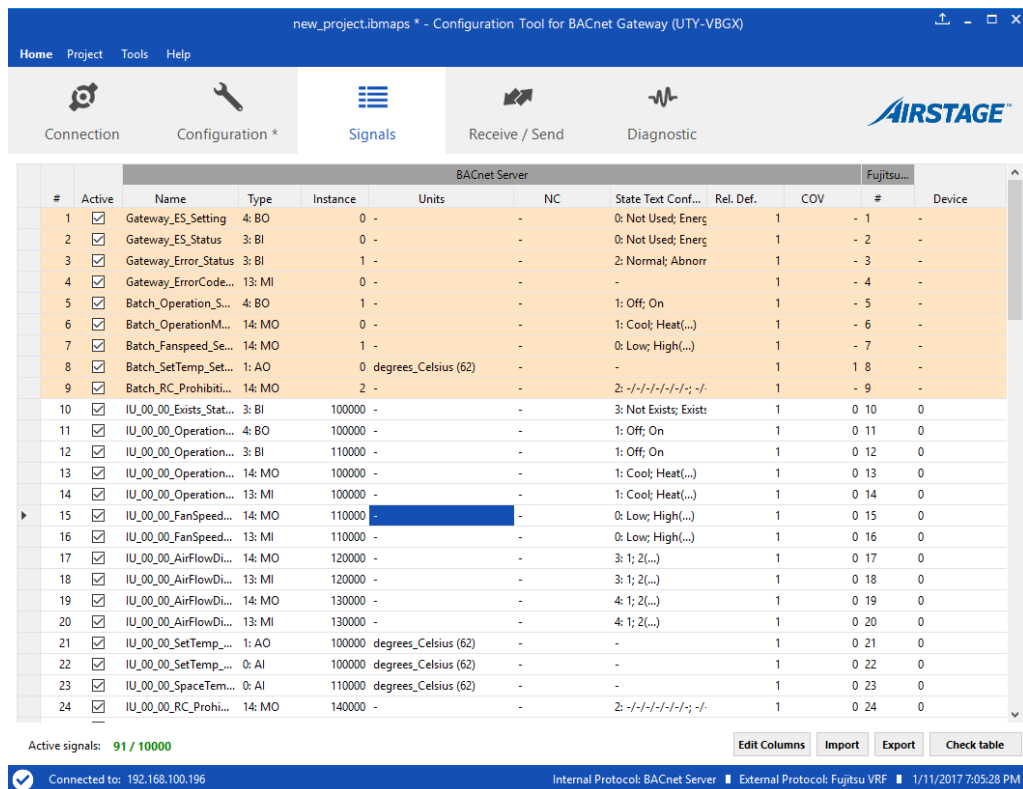 new_project.ibmaps * - Configuration Tool for BACnet Gateway (UTY-VBGX)
Home Project Tools Help
Connection Configuration * Signals Receive / Send Diagnostic AIRSTAGE™
BACnet Server Fujitsu...
# Active Name Type Instance Units NC State Text Conf... Rel. Def. COV # Device
1 Gateway_ES_Setting 4: BO 0 - - 0: Not Used; Energ 1 - 1 -
2 Gateway_ES_Status 3: BI 0 - - 0: Not Used; Energ 1 - 2 -
3 Gateway_Error_Status 3: BI 1 - - 2: Normal; Abnorr 1 - 3 -
4 Gateway_ErrorCode... 13: MI 0 - - - 1 - 4 -
5 Batch_Operation_S... 4: BO 1 - - 1: Off; On 1 - 5 -
6 Batch_OperationM... 14: MO 0 - - 1: Cool; Heat(...) 1 - 6 -
7 Batch_Fanspeed_Se... 14: MO 1 - - 0: Low; High(...) 1 - 7 -
8 Batch_SetTemp_Set... 1: AO 0 degrees_Celsius (62) - - 1 1 8 -
9 Batch_RC_Prohibiti... 14: MO 2 - - 2: -/-/-/-/-/-/-; -/- 1 - 9 -
10 IU_00_00_Exists_Stat... 3: BI 100000 - - 3: Not Exists; Exists 1 0 10 0
11 IU_00_00_Operation... 4: BO 100000 - - 1: Off; On 1 0 11 0
12 IU_00_00_Operation... 3: BI 110000 - - 1: Off; On 1 0 12 0
13 IU_00_00_Operation... 14: MO 100000 - - 1: Cool; Heat(...) 1 0 13 0
14 IU_00_00_Operation... 13: MI 100000 - - 1: Cool; Heat(...) 1 0 14 0
15 IU_00_00_FanSpeed... 14: MO 110000 - - 0: Low; High(...) 1 0 15 0
16 IU_00_00_FanSpeed... 13: MI 110000 - - 0: Low; High(...) 1 0 16 0
17 IU_00_00_AirFlowDi... 14: MO 120000 - - 3: 1; 2(...) 1 0 17 0
18 IU_00_00_AirFlowDi... 13: MI 120000 - - 3: 1; 2(...) 1 0 18 0
19 IU_00_00_AirFlowDi... 14: MO 130000 - - 4: 1; 2(...) 1 0 19 0
20 IU_00_00_AirFlowDi... 13: MI 130000 - - 4: 1; 2(...) 1 0 20 0
21 IU_00_00_SetTemp_... 1: AO 100000 degrees_Celsius (62) - - 1 0 21 0
22 IU_00_00_SetTemp_... 0: AI 100000 degrees_Celsius (62) - - 1 0 22 0
23 IU_00_00_SpaceTem... 0: AI 110000 degrees_Celsius (62) - - 1 0 23 0
24 IU_00_00_RC_Prohi... 14: MO 140000 - - 2: -/-/-/-/-/-/-; -/- 1 0 24 0
Active signals: 91 / 10000 Edit Columns Import Export Check table
Connected to: 192.168.100.196 Internal Protocol: BACnet Server External Protocol: Fujitsu VRF 1/11/2017 7:05:28 PM